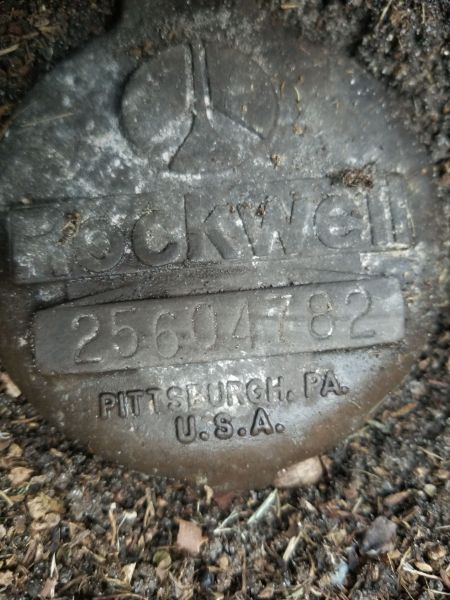 Rockwell
25604782
PITTSBURGH, PA.
U.S.A.